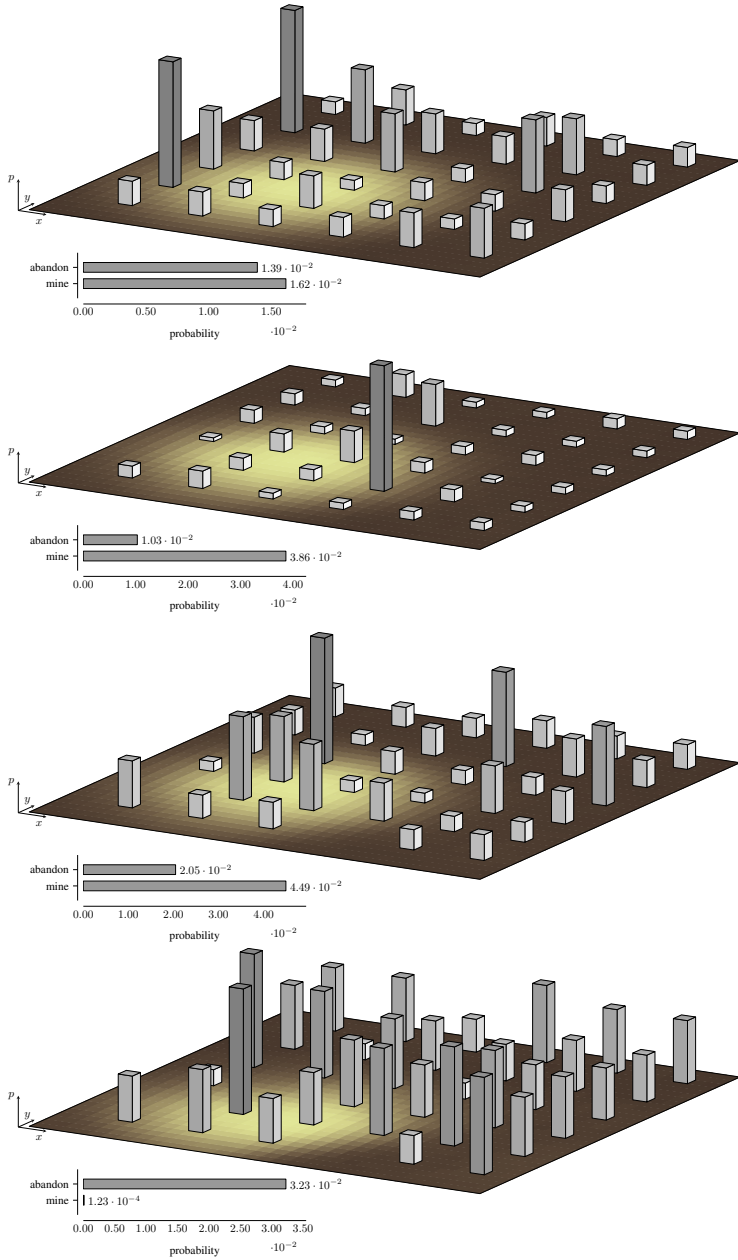 p
y
x
abandon 1.39 · 10⁻²
mine 1.62 · 10⁻²
0.00 0.50 1.00 1.50
probability ·10⁻²
p
y
x
abandon 1.03 · 10⁻²
mine 3.86 · 10⁻²
0.00 1.00 2.00 3.00 4.00
probability ·10⁻²
p
y
x
abandon 2.05 · 10⁻²
mine 4.49 · 10⁻²
0.00 1.00 2.00 3.00 4.00
probability ·10⁻²
p
y
x
abandon 3.23 · 10⁻²
mine 1.23 · 10⁻⁴
0.00 0.50 1.00 1.50 2.00 2.50 3.00 3.50
probability ·10⁻²